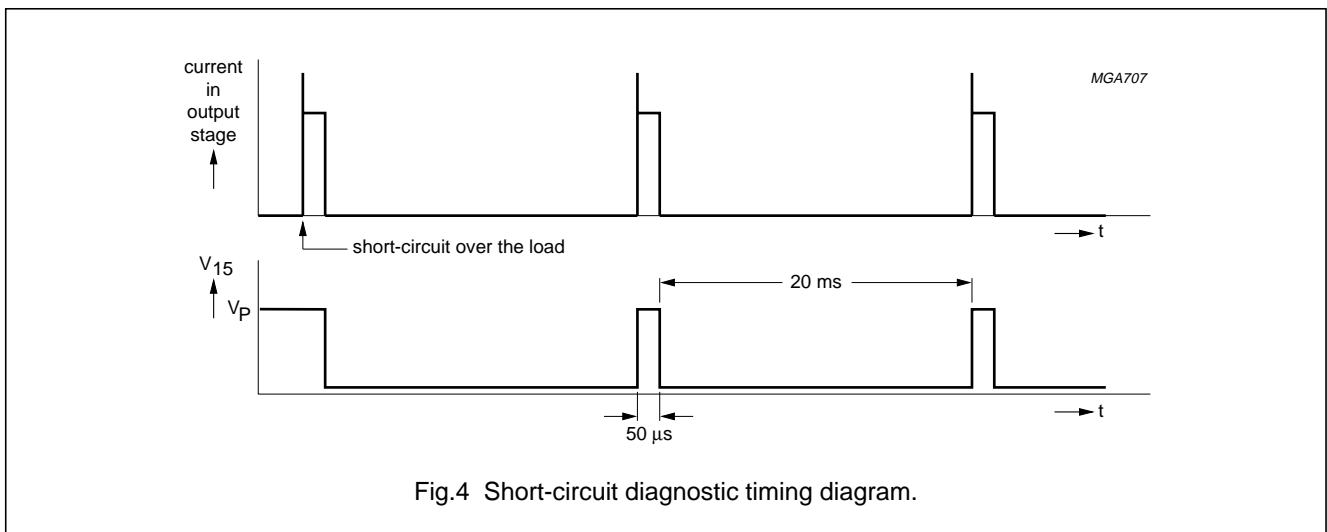 current
in
output
stage
MGA707
t
short-circuit over the load
V15
VP
20 ms
t
50 µs
Fig.4 Short-circuit diagnostic timing diagram.